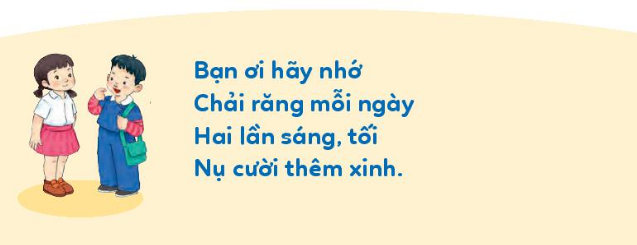 Bạn ơi hãy nhớ
Chải răng mỗi ngày
Hai lần sáng, tối
Nụ cười thêm xinh.